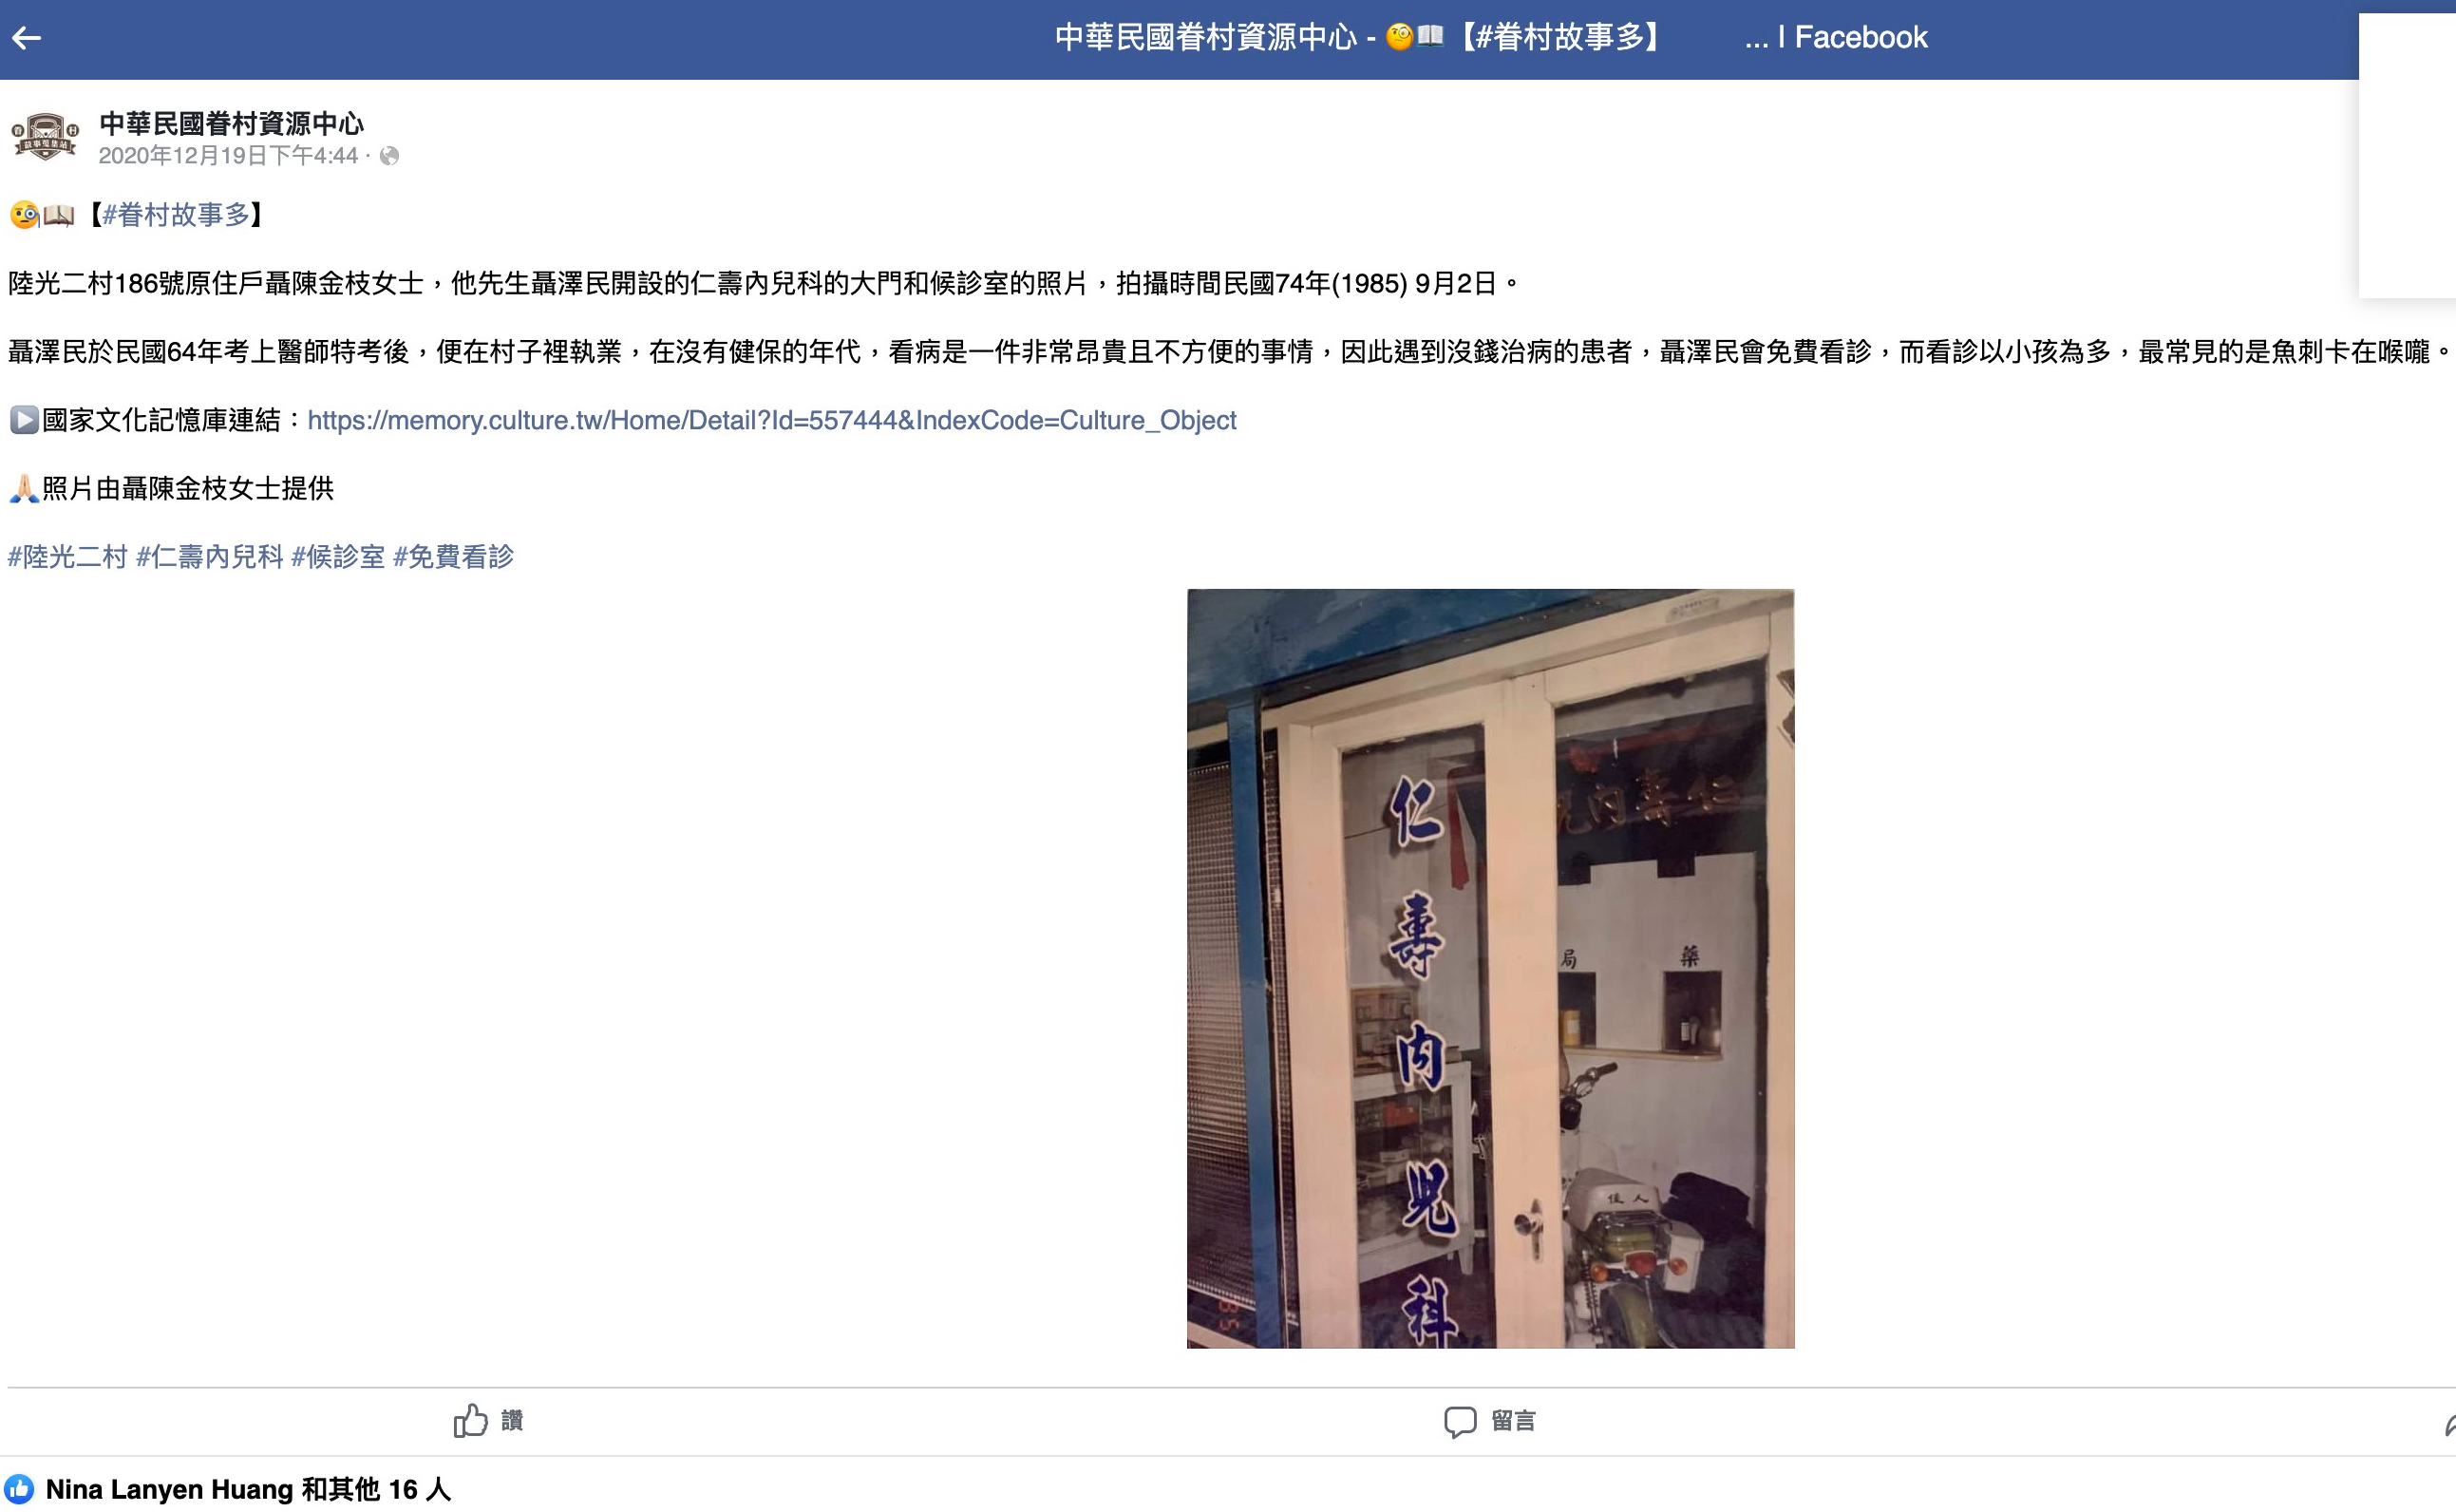 中華民國眷村資源中心 - 🧐📖【#眷村故事多】 ... | Facebook
中華民國眷村資源中心
2020年12月19日下午4:44 ·
🧐📖【#眷村故事多】
陸光二村186號原住戶聶陳金枝女士，他先生聶澤民開設的仁壽內兒科的大門和候診室的照片，拍攝時間民國74年(1985) 9月2日。
聶澤民於民國64年考上醫師特考後，便在村子裡執業，在沒有健保的年代，看病是一件非常昂貴且不方便的事情，因此遇到沒錢治病的患者，聶澤民會免費看診，而看診以小孩為多，最常見的是魚刺卡在喉嚨。
▶️國家文化記憶庫連結：https://memory.culture.tw/Home/Detail?Id=557444&IndexCode=Culture_Object
🙏🏻照片由聶陳金枝女士提供
#陸光二村 #仁壽內兒科 #候診室 #免費看診
仁壽內兒科
仁壽內兒
藥局
佳人
讚
留言
Nina Lanyen Huang 和其他 16 人